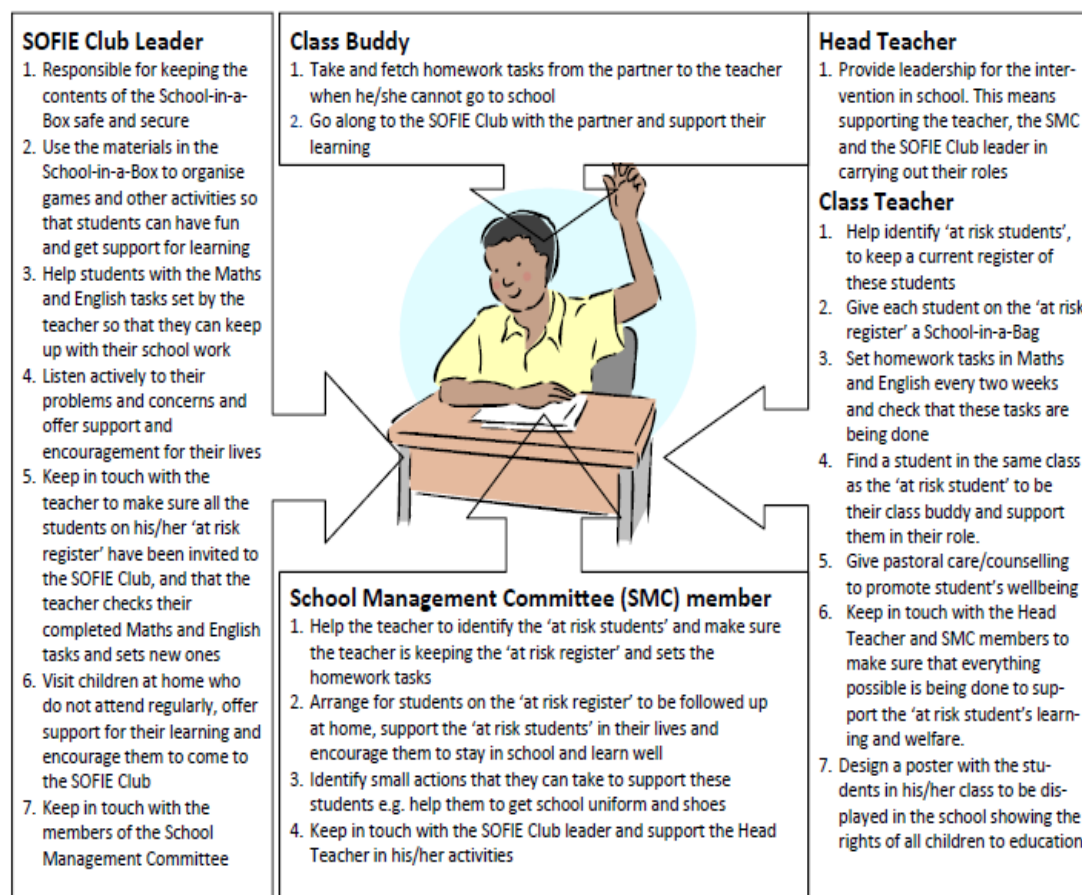 SOFIE Club Leader
1. Responsible for keeping the
contents of the School-in-a-
Box safe and secure
2. Use the materials in the
School-in-a-Box to organise
games and other activities so
that students can have fun
and get support for learning
3. Help students with the Maths
and English tasks set by the
teacher so that they can keep
up with their school work
4. Listen actively to their
problems and concerns and
offer support and
encouragement for their lives
5. Keep in touch with the
teacher to make sure all the
students on his/her 'at risk
register' have been invited to
the SOFIE Club, and that the
teacher checks their
completed Maths and English
tasks and sets new ones
6. Visit children at home who
do not attend regularly, offer
support for their learning and
encourage them to come to
the SOFIE Club
7. Keep in touch with the
members of the School
Management Committee
Class Buddy
1. Take and fetch homework tasks from the partner to the teacher
when he/she cannot go to school
2. Go along to the SOFIE Club with the partner and support their
learning
School Management Committee (SMC) member
1. Help the teacher to identify the 'at risk students' and make sure
the teacher is keeping the 'at risk register' and sets the
homework tasks
2. Arrange for students on the 'at risk register' to be followed up
at home, support the 'at risk students' in their lives and
encourage them to stay in school and learn well
3. Identify small actions that they can take to support these
students e.g. help them to get school uniform and shoes
4. Keep in touch with the SOFIE Club leader and support the Head
Teacher in his/her activities
Head Teacher
1. Provide leadership for the inter-
vention in school. This means
supporting the teacher, the SMC
and the SOFIE Club leader in
carrying out their roles
Class Teacher
1. Help identify 'at risk students',
to keep a current register of
these students
2. Give each student on the 'at risk
register' a School-in-a-Bag
3. Set homework tasks in Maths
and English every two weeks
and check that these tasks are
being done
4. Find a student in the same class
as the 'at risk student' to be
their class buddy and support
them in their role.
5. Give pastoral care/counselling
to promote student's wellbeing
6. Keep in touch with the Head
Teacher and SMC members to
make sure that everything
possible is being done to sup-
port the 'at risk student's learn-
ing and welfare.
7. Design a poster with the stu-
dents in his/her class to be dis-
played in the school showing the
rights of all children to education